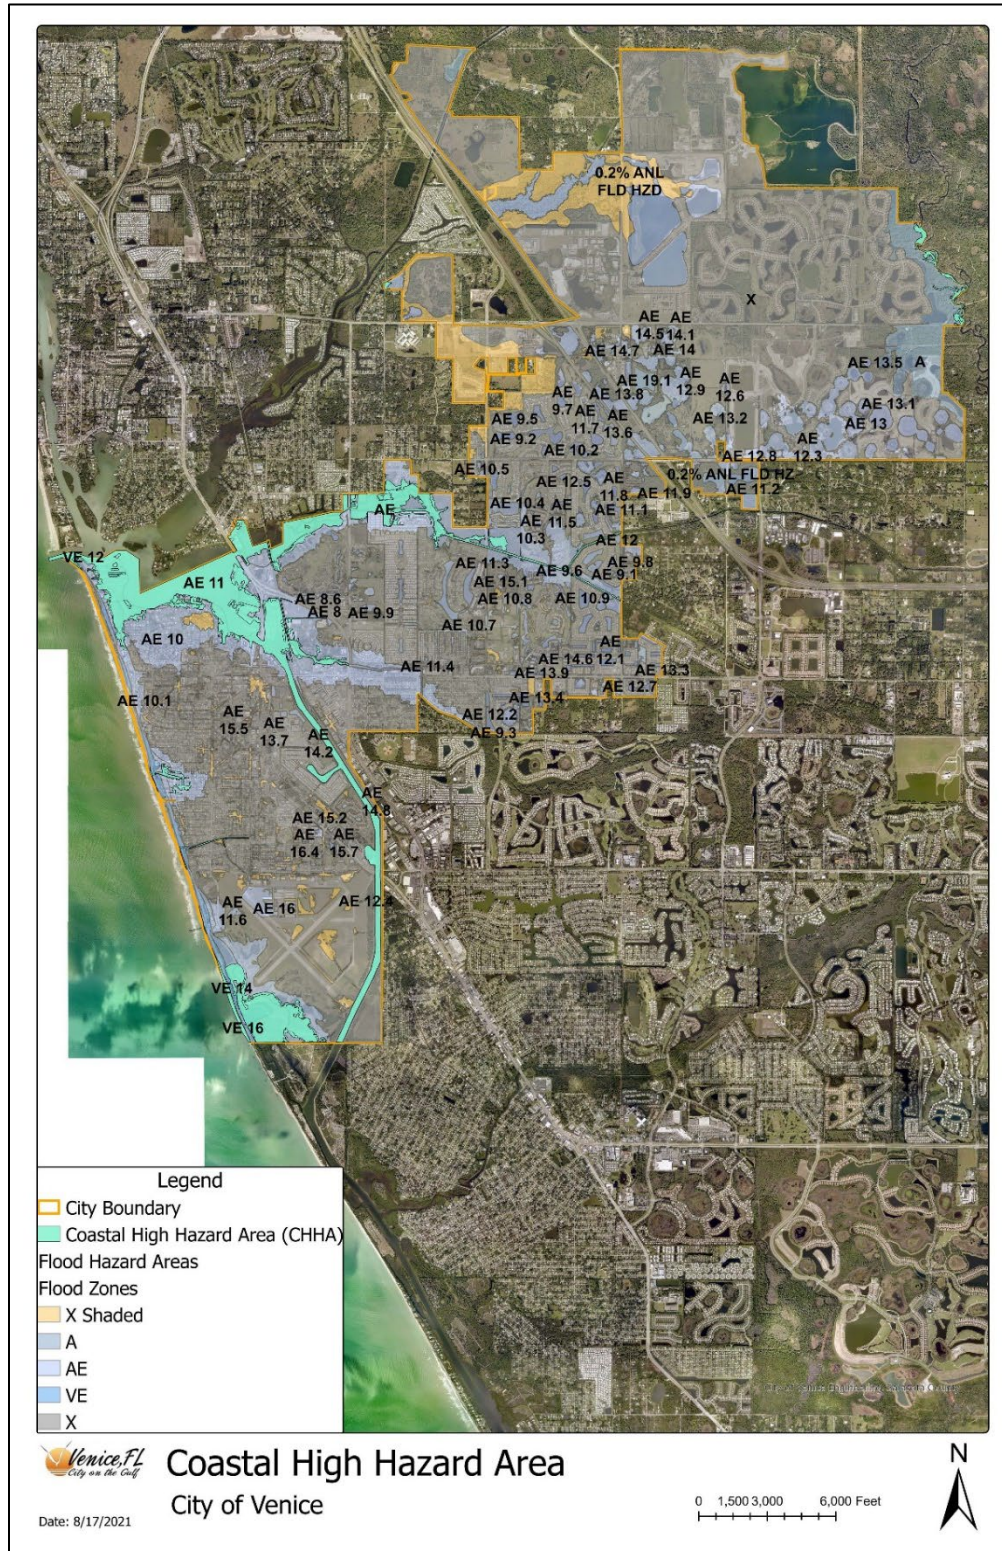 0.2% ANL
FLD HZD
X
AE
14.5
AE
14.1
AE 14.7
AE 14
AE 13.5
A
AE 19.1
AE
12.9
AE
12.6
AE
9.7
AE 13.8
AE 13.1
AE 9.5
AE
11.7
AE
13.6
AE 13.2
AE 13
AE 9.2
AE 10.2
AE
12.3
AE 12.8
AE 10.5
0.2% ANL FLD HZ
AE 12.5
AE
11.8
AE 11.9
AE 11.2
AE
AE 10.4
AE
11.5
AE 11.1
AE
10.3
AE 12
VE 12
AE 11
AE 11.3
AE 9.6
AE 9.8
AE 9.1
AE 15.1
AE 8.6
AE 8
AE 9.9
AE 10.8
AE 10.9
AE 10
AE 10.7
AE
12.1
AE 14.6
AE 11.4
AE 13.9
AE 13.3
AE 12.7
AE 10.1
AE 13.4
AE
15.5
AE
13.7
AE 12.2
AE
14.2
AE 9.3
AE
14.8
AE 15.2
AE
16.4
AE
15.7
AE
11.6
AE 16
AE 12.4
VE 14
VE 16
Legend
City Boundary
Coastal High Hazard Area (CHHA)
Flood Hazard Areas
Flood Zones
X Shaded
A
AE
VE
X
Venice, FL
City on the Gulf
Coastal High Hazard Area
City of Venice
Date: 8/17/2021
0 1,500 3,000 6,000 Feet
N